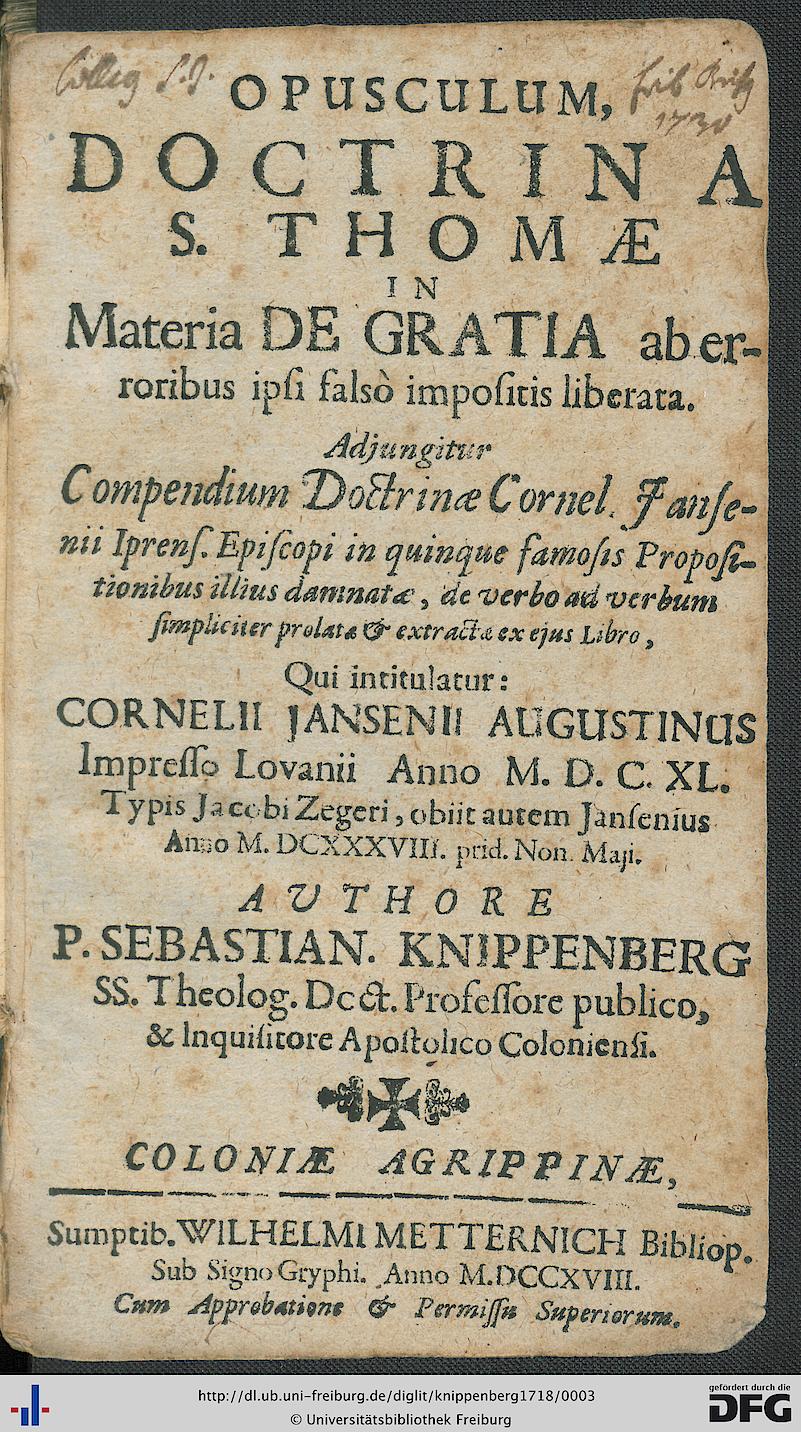 Colleg S.J.
frib Brisg
1730
OPUSCULUM,
DOCTRINA
S. THOMÆ
IN
Materia DE GRATIA ab er-
roribus ipſi falsò impoſitis liberata.
Adjungitur
Compendium Doctrinæ Cornel. Janſe-
nii Iprenſ. Epiſcopi in quinque famoſis Propoſi-
tionibus illius damnatæ, de verbo ad verbum
ſimpliciter prolatæ & extractæ ex ejus Libro,
Qui intitulatur:
CORNELII JANSENII AUGUSTINUS
Impreſſo Lovanii Anno M. D. C. XL.
Typis Jacobi Zegeri, obiit autem Janſenius
Anno M. DCXXXVIII. prid. Non. Maji.
AUTHORE
P. SEBASTIAN. KNIPPENBERG
SS. Theolog. Doct. Profeſſore publico,
& Inquiſitore Apoſtolico Colonienſi.
COLONIÆ AGRIPPINÆ,
Sumptib. WILHELMI METTERNICH Bibliop.
Sub Signo Gryphi. Anno M.DCCXVIII.
Cum Approbatione & Permiſſu Superiorum.
http://dl.ub.uni-freiburg.de/diglit/knippenberg1718/0003
© Universitätsbibliothek Freiburg
gefördert durch die
DFG